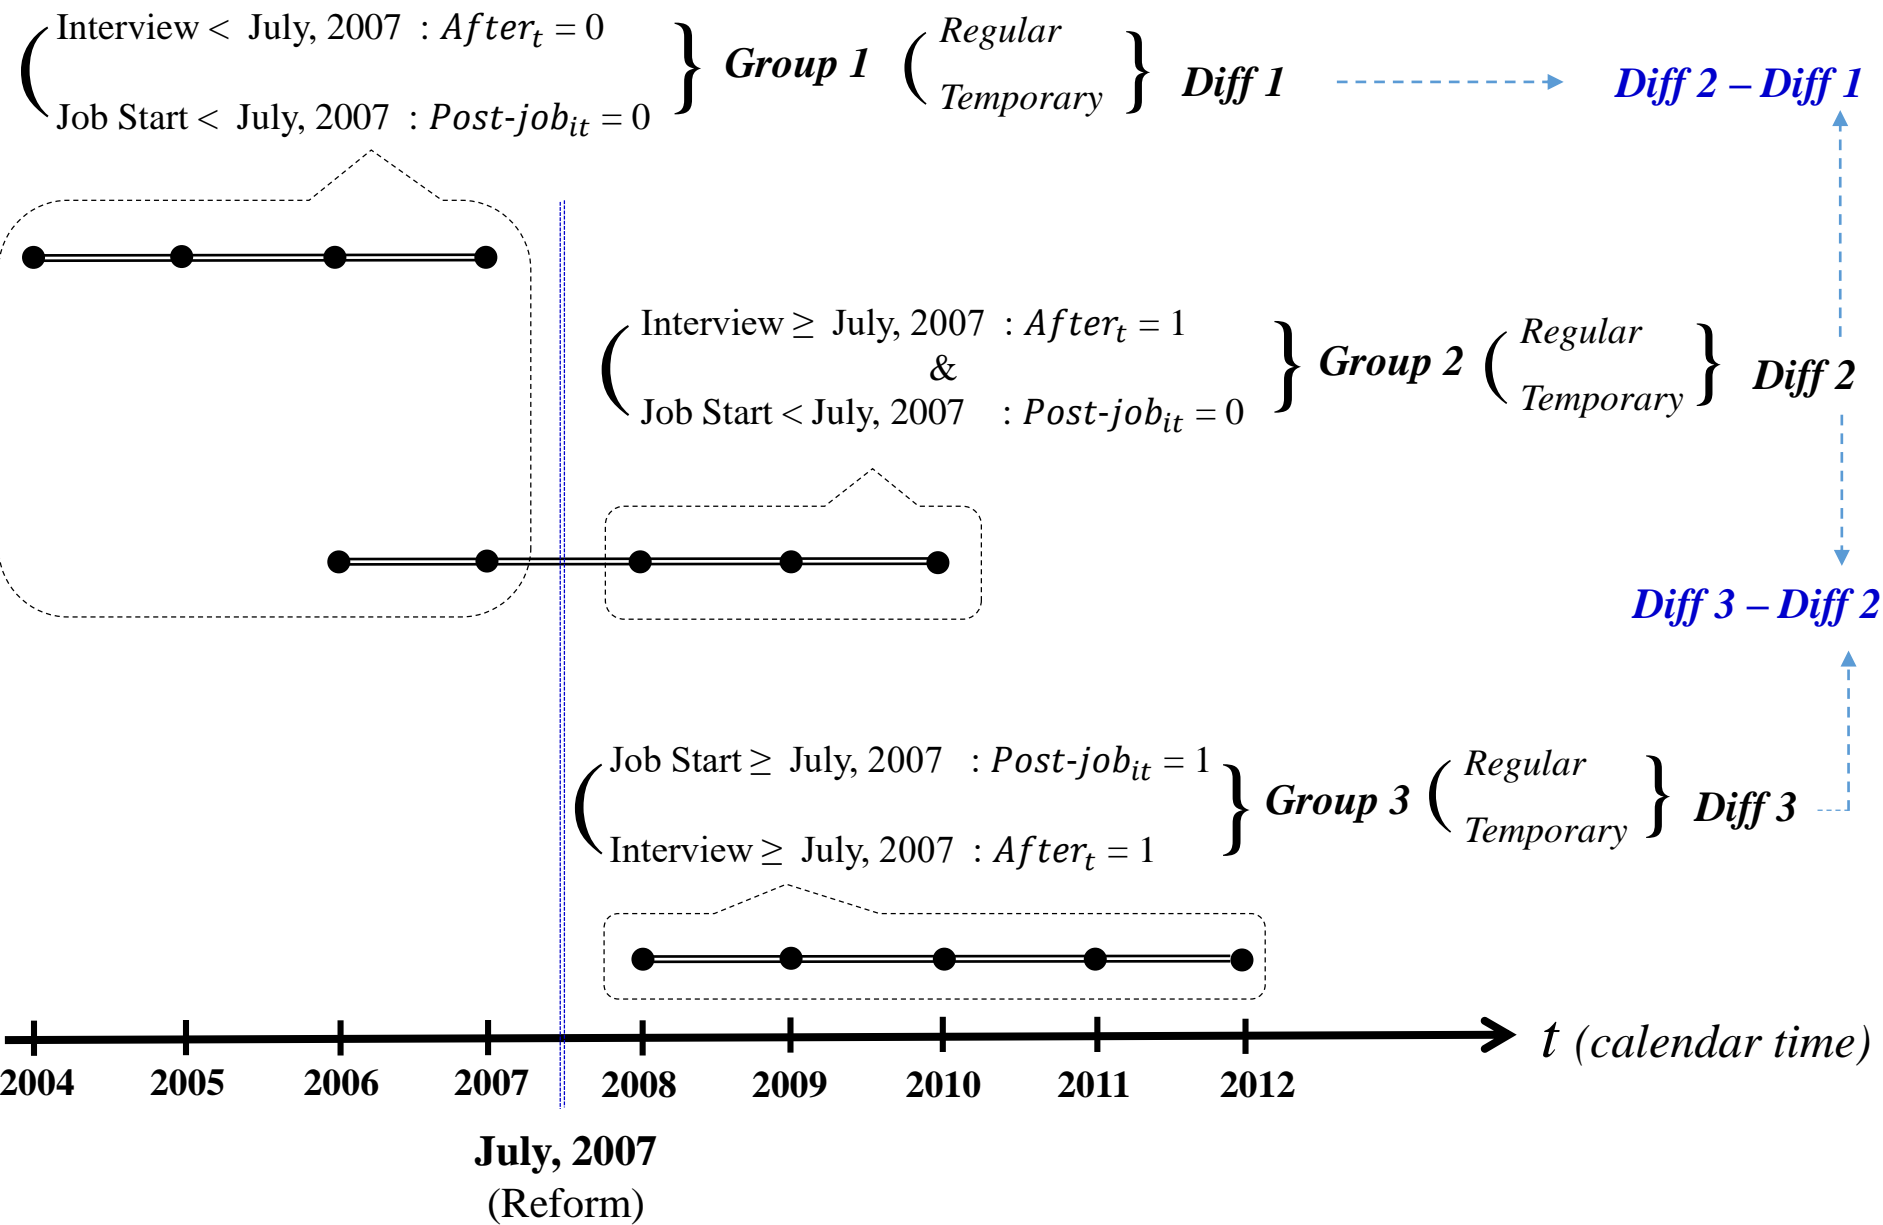 Interview < July, 2007 : After_t = 0
Job Start < July, 2007 : Post-job_it = 0
Group 1
Regular
Temporary
Diff 1
Diff 2 – Diff 1
Interview ≥ July, 2007 : After_t = 1
&
Job Start < July, 2007 : Post-job_it = 0
Group 2
Regular
Temporary
Diff 2
Diff 3 – Diff 2
Job Start ≥ July, 2007 : Post-job_it = 1
Interview ≥ July, 2007 : After_t = 1
Group 3
Regular
Temporary
Diff 3
t (calendar time)
2004 2005 2006 2007 2008 2009 2010 2011 2012
July, 2007
(Reform)